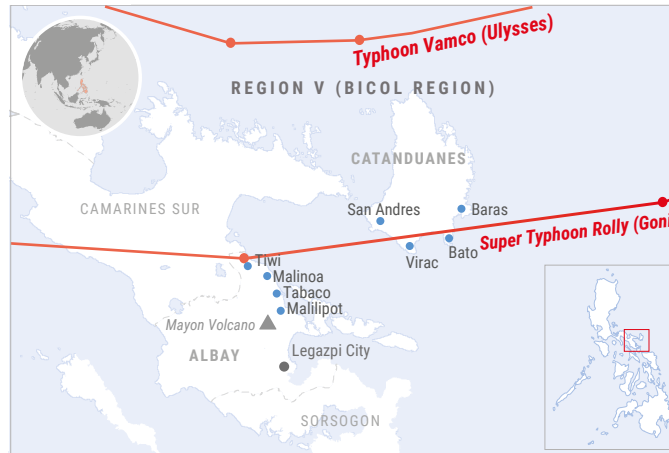 Typhoon Vamco (Ulysses)
REGION V (BICOL REGION)
CATANDUANES
CAMARINES SUR
San Andres
Baras
Super Typhoon Rolly (Goni
Bato
Virac
Tiwi
Malinoa
Tabaco
Malilipot
Mayon Volcano
ALBAY
Legazpi City
SORSOGON